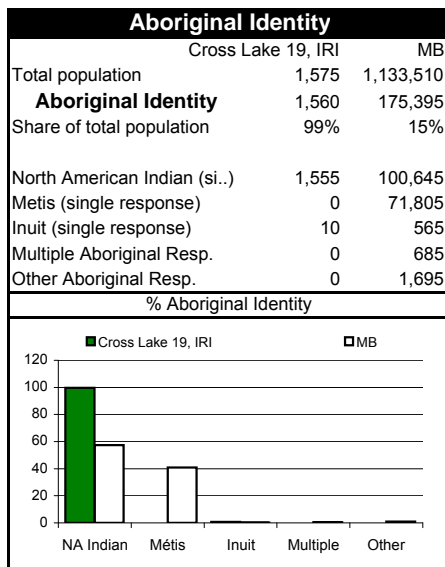 Aboriginal Identity
Cross Lake 19, IRI MB
Total population 1,575 1,133,510
Aboriginal Identity 1,560 175,395
Share of total population 99% 15%
North American Indian (si..) 1,555 100,645
Metis (single response) 0 71,805
Inuit (single response) 10 565
Multiple Aboriginal Resp. 0 685
Other Aboriginal Resp. 0 1,695
% Aboriginal Identity
Cross Lake 19, IRI MB
120
100
80
60
40
20
0
NA Indian Métis Inuit Multiple Other